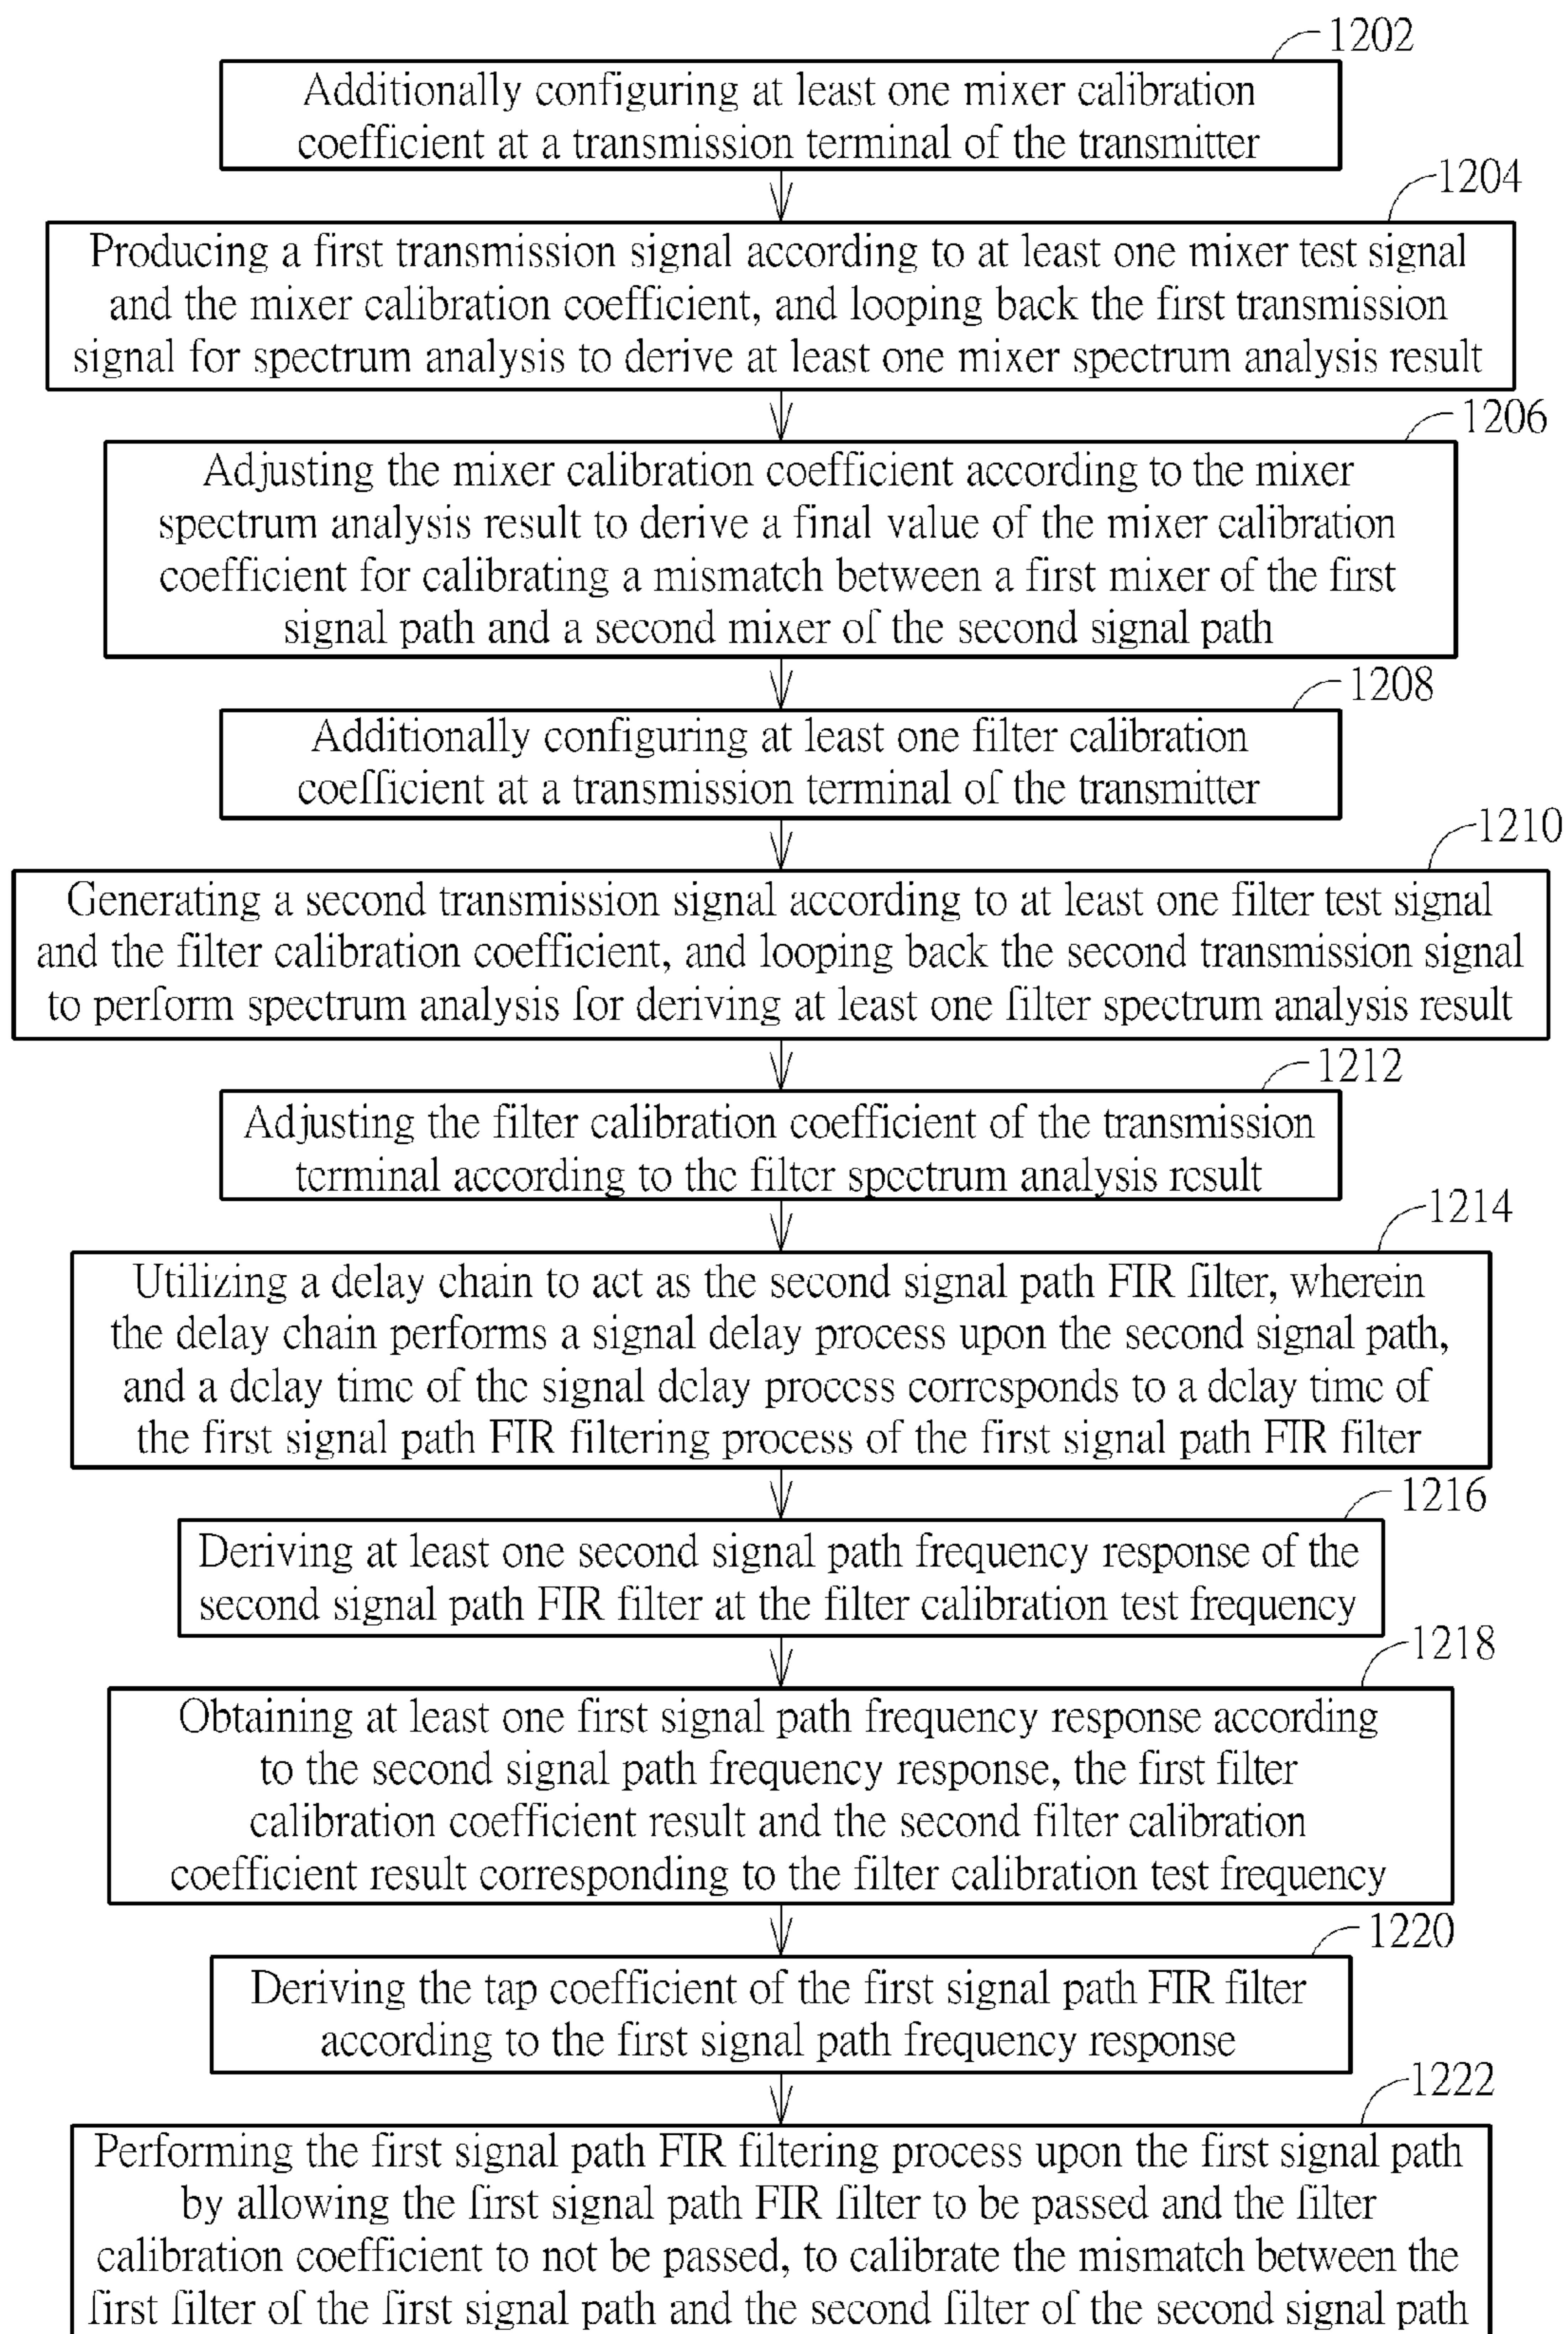 1202
Additionally configuring at least one mixer calibration
coefficient at a transmission terminal of the transmitter
1204
Producing a first transmission signal according to at least one mixer test signal
and the mixer calibration coefficient, and looping back the first transmission
signal for spectrum analysis to derive at least one mixer spectrum analysis result
1206
Adjusting the mixer calibration coefficient according to the mixer
spectrum analysis result to derive a final value of the mixer calibration
coefficient for calibrating a mismatch between a first mixer of the first
signal path and a second mixer of the second signal path
1208
Additionally configuring at least one filter calibration
coefficient at a transmission terminal of the transmitter
1210
Generating a second transmission signal according to at least one filter test signal
and the filter calibration coefficient, and looping back the second transmission signal
to perform spectrum analysis for deriving at least one filter spectrum analysis result
1212
Adjusting the filter calibration coefficient of the transmission
terminal according to the filter spectrum analysis result
1214
Utilizing a delay chain to act as the second signal path FIR filter, wherein
the delay chain performs a signal delay process upon the second signal path,
and a delay time of the signal delay process corresponds to a delay time of
the first signal path FIR filtering process of the first signal path FIR filter
1216
Deriving at least one second signal path frequency response of the
second signal path FIR filter at the filter calibration test frequency
1218
Obtaining at least one first signal path frequency response according
to the second signal path frequency response, the first filter
calibration coefficient result and the second filter calibration
coefficient result corresponding to the filter calibration test frequency
1220
Deriving the tap coefficient of the first signal path FIR filter
according to the first signal path frequency response
1222
Performing the first signal path FIR filtering process upon the first signal path
by allowing the first signal path FIR filter to be passed and the filter
calibration coefficient to not be passed, to calibrate the mismatch between the
first filter of the first signal path and the second filter of the second signal path